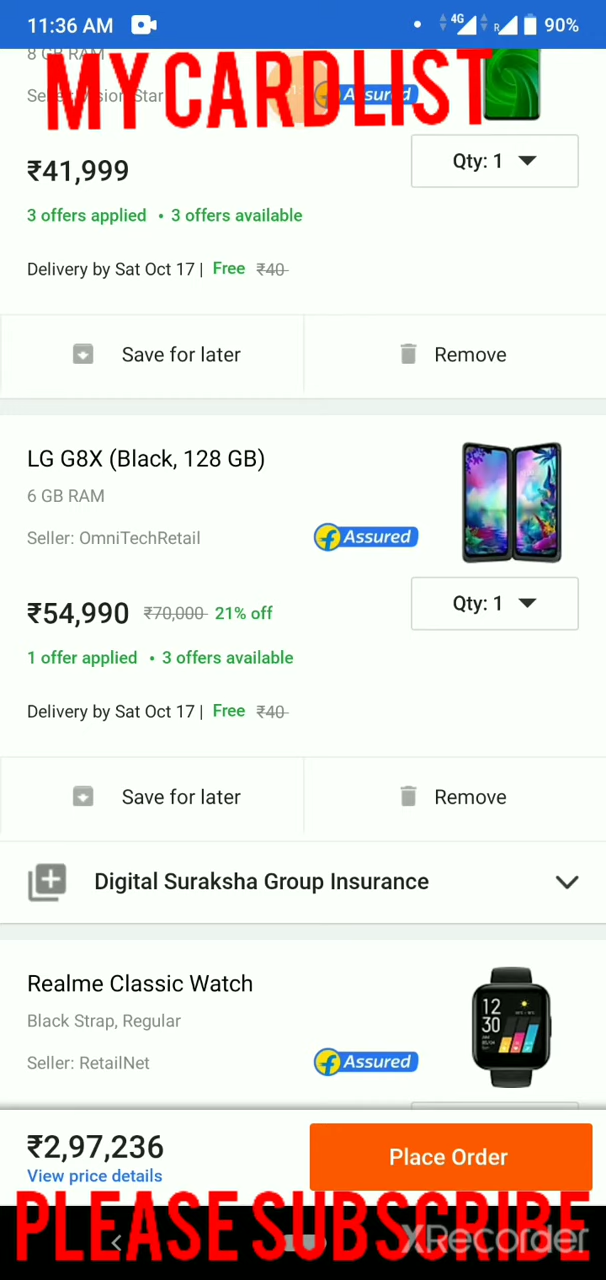 11:36 AM 4G R 90%
8 GB RAM
MY CARDLIST
Assured
₹41,999
Qty: 1
3 offers applied • 3 offers available
Delivery by Sat Oct 17 | Free ₹40
Save for later Remove
LG G8X (Black, 128 GB)
6 GB RAM
Seller: OmniTechRetail
Assured
₹54,990 ₹70,000 21% off
Qty: 1
1 offer applied • 3 offers available
Delivery by Sat Oct 17 | Free ₹40
Save for later Remove
Digital Suraksha Group Insurance
Realme Classic Watch
Black Strap, Regular
12
30
Seller: RetailNet
Assured
₹2,97,236
View price details
Place Order
PLEASE SUBSCRIBE
XRecorder